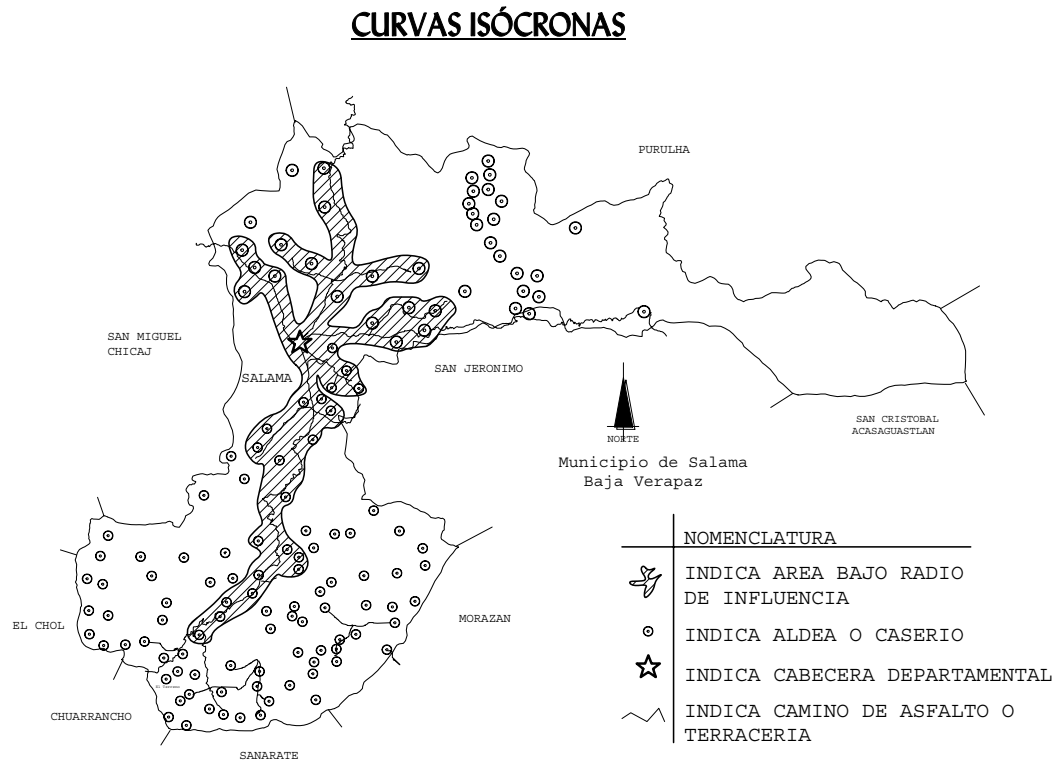 CURVAS ISÓCRONAS
PURULHA
SAN MIGUEL
CHICAJ
SALAMA
SAN JERONIMO
SAN CRISTOBAL
ACASAGUASTLAN
NORTE
Municipio de Salama
Baja Verapaz
NOMENCLATURA
INDICA AREA BAJO RADIO
DE INFLUENCIA
INDICA ALDEA O CASERIO
INDICA CABECERA DEPARTAMENTAL
INDICA CAMINO DE ASFALTO O
TERRACERIA
EL CHOL
MORAZAN
CHUARRANCHO
SANARATE